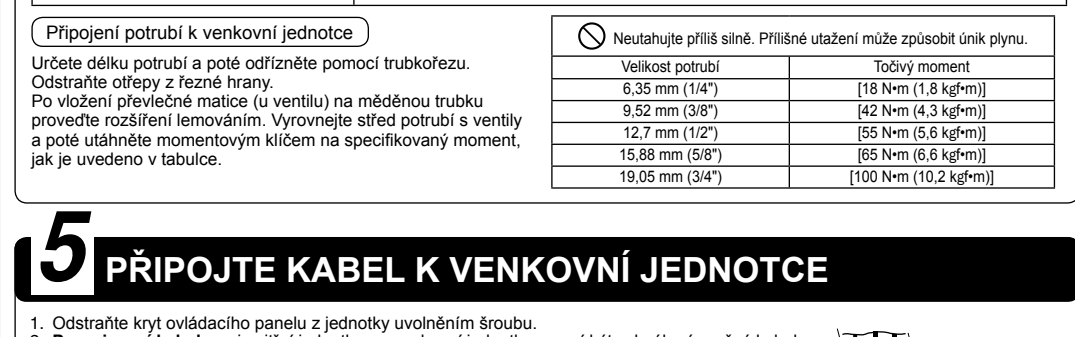 Připojení potrubí k venkovní jednotce
Určete délku potrubí a poté odřízněte pomocí trubkořezu.
Odstraňte otřepy z řezné hrany.
Po vložení převlečné matice (u ventilu) na měděnou trubku
proveďte rozšíření lemováním. Vyrovnejte střed potrubí s ventily
a poté utáhněte momentovým klíčem na specifikovaný moment,
jak je uvedeno v tabulce.
Neutahujte příliš silně. Přílišné utažení může způsobit únik plynu.
Velikost potrubí Točivý moment
6,35 mm (1/4") [18 N•m (1,8 kgf•m)]
9,52 mm (3/8") [42 N•m (4,3 kgf•m)]
12,7 mm (1/2") [55 N•m (5,6 kgf•m)]
15,88 mm (5/8") [65 N•m (6,6 kgf•m)]
19,05 mm (3/4") [100 N•m (10,2 kgf•m)]
5 PŘIPOJTE KABEL K VENKOVNÍ JEDNOTCE
1. Odstraňte kryt ovládacího panelu z jednotky uvolněním šroubu.